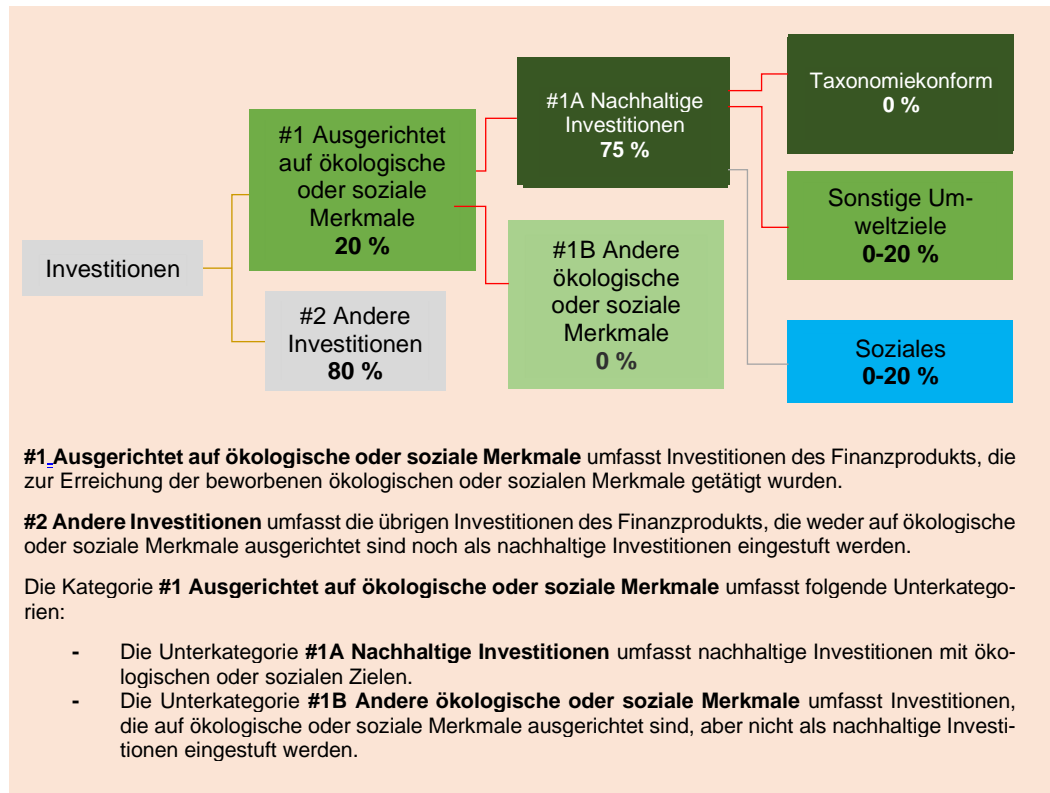 Investitionen
#1 Ausgerichtet
auf ökologische
oder soziale
Merkmale
20 %
#2 Andere
Investitionen
80 %
#1A Nachhaltige
Investitionen
75 %
#1B Andere
ökologische
oder soziale
Merkmale
0 %
Taxonomiekonform
0 %
Sonstige Um-
weltziele
0-20 %
Soziales
0-20 %
#1 Ausgerichtet auf ökologische oder soziale Merkmale umfasst Investitionen des Finanzprodukts, die
zur Erreichung der beworbenen ökologischen oder sozialen Merkmale getätigt wurden.
#2 Andere Investitionen umfasst die übrigen Investitionen des Finanzprodukts, die weder auf ökologische
oder soziale Merkmale ausgerichtet sind noch als nachhaltige Investitionen eingestuft werden.
Die Kategorie #1 Ausgerichtet auf ökologische oder soziale Merkmale umfasst folgende Unterkatego-
rien:
- Die Unterkategorie #1A Nachhaltige Investitionen umfasst nachhaltige Investitionen mit öko-
logischen oder sozialen Zielen.
- Die Unterkategorie #1B Andere ökologische oder soziale Merkmale umfasst Investitionen,
die auf ökologische oder soziale Merkmale ausgerichtet sind, aber nicht als nachhaltige Investi-
tionen eingestuft werden.